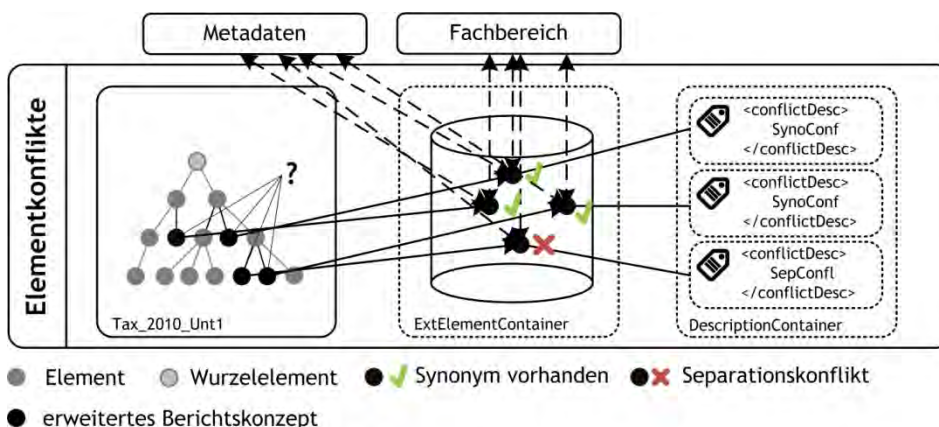 Metadaten
Fachbereich
Elementkonflikte
?
<conflictDesc>
SynoConf
</conflictDesc>
<conflictDesc>
SynoConf
</conflictDesc>
<conflictDesc>
SepConfl
</conflictDesc>
Tax_2010_Unt1
ExtElementContainer
DescriptionContainer
Element
Wurzelelement
Synonym vorhanden
Separationskonflikt
erweitertes Berichtskonzept